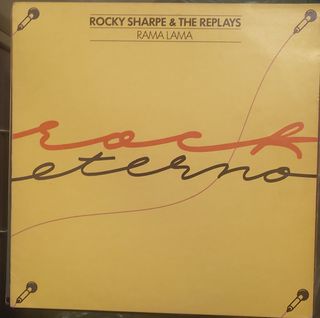 ROCKY SHARPE & THE REPLAYS
RAMA LAMA
rock
eterno